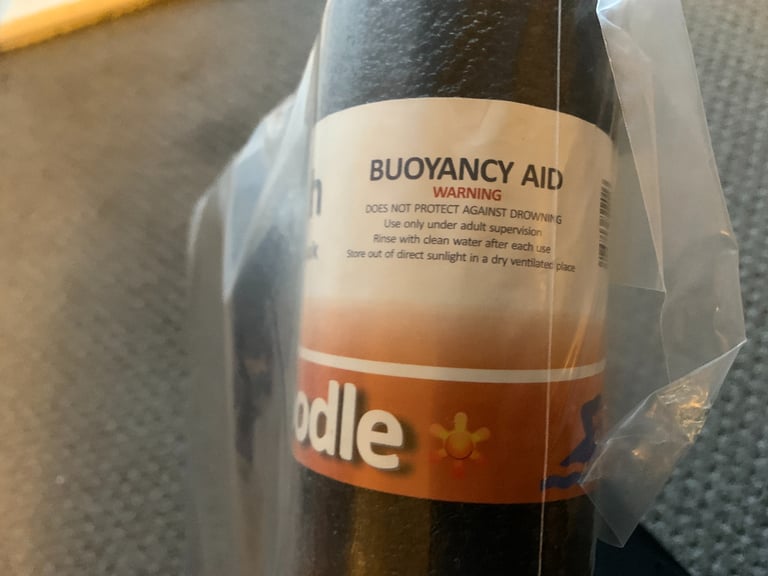 BUOYANCY AID
WARNING
DOES NOT PROTECT AGAINST DROWNING
Use only under adult supervision
Rinse with clean water after each use
Store out of direct sunlight in a dry ventilated place
h
k
odle